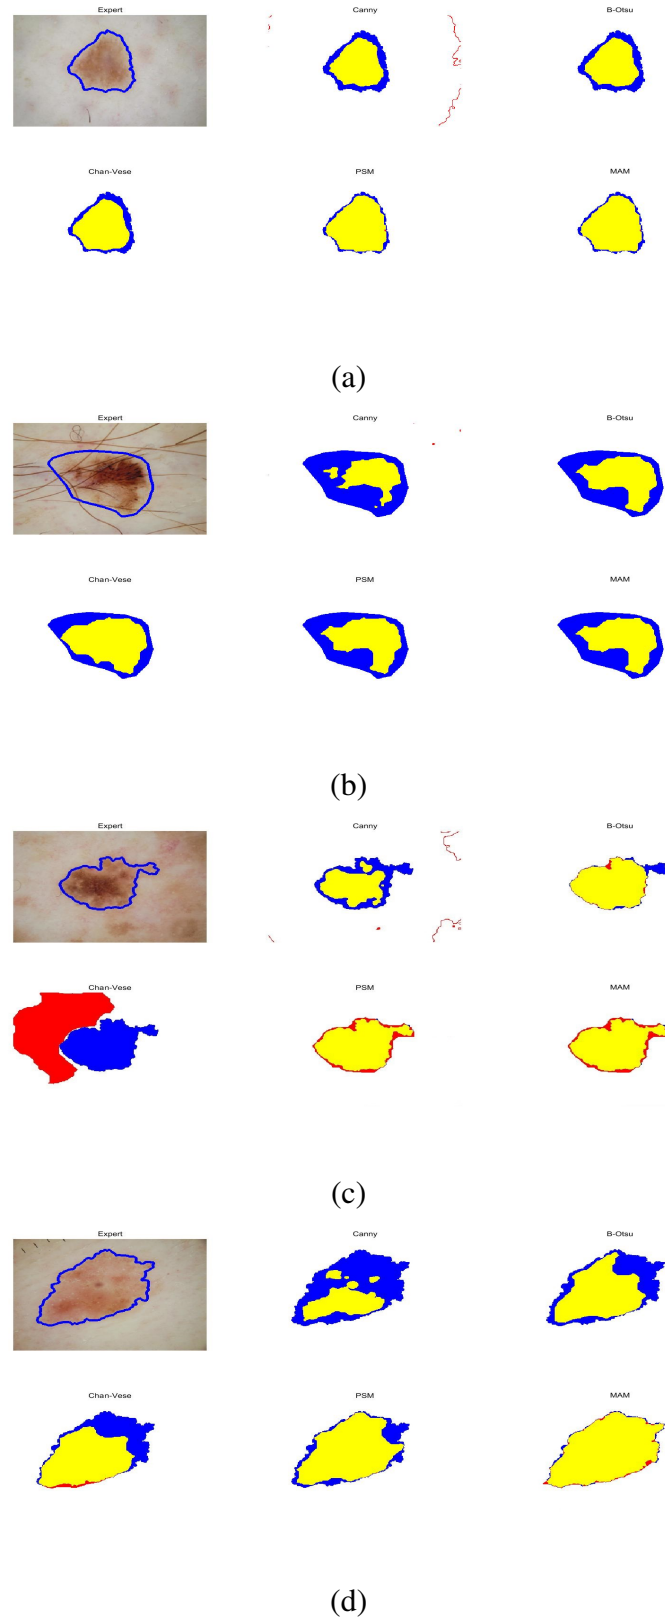 Expert
Canny
B-Otsu
Chan-Vese
PSM
MAM
(a)
Expert
Canny
B-Otsu
Chan-Vese
PSM
MAM
(b)
Expert
Canny
B-Otsu
Chan-Vese
PSM
MAM
(c)
Expert
Canny
B-Otsu
Chan-Vese
PSM
MAM
(d)